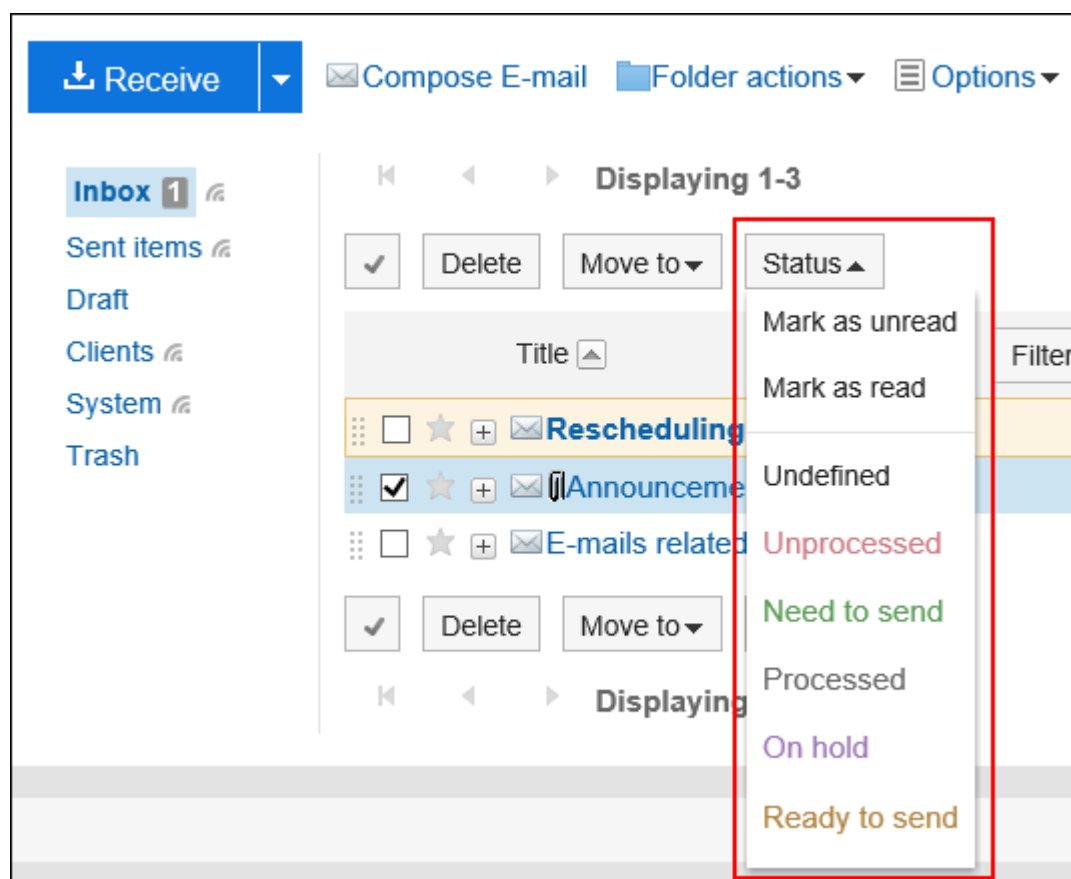 Receive Compose E-mail Folder actions Options
Inbox 1
Sent items
Draft
Clients
System
Trash
Displaying 1-3
Delete Move to Status
Title Filter
Rescheduling
Announceme
E-mails related
Delete Move to
Displaying
Mark as unread
Mark as read
Undefined
Unprocessed
Need to send
Processed
On hold
Ready to send